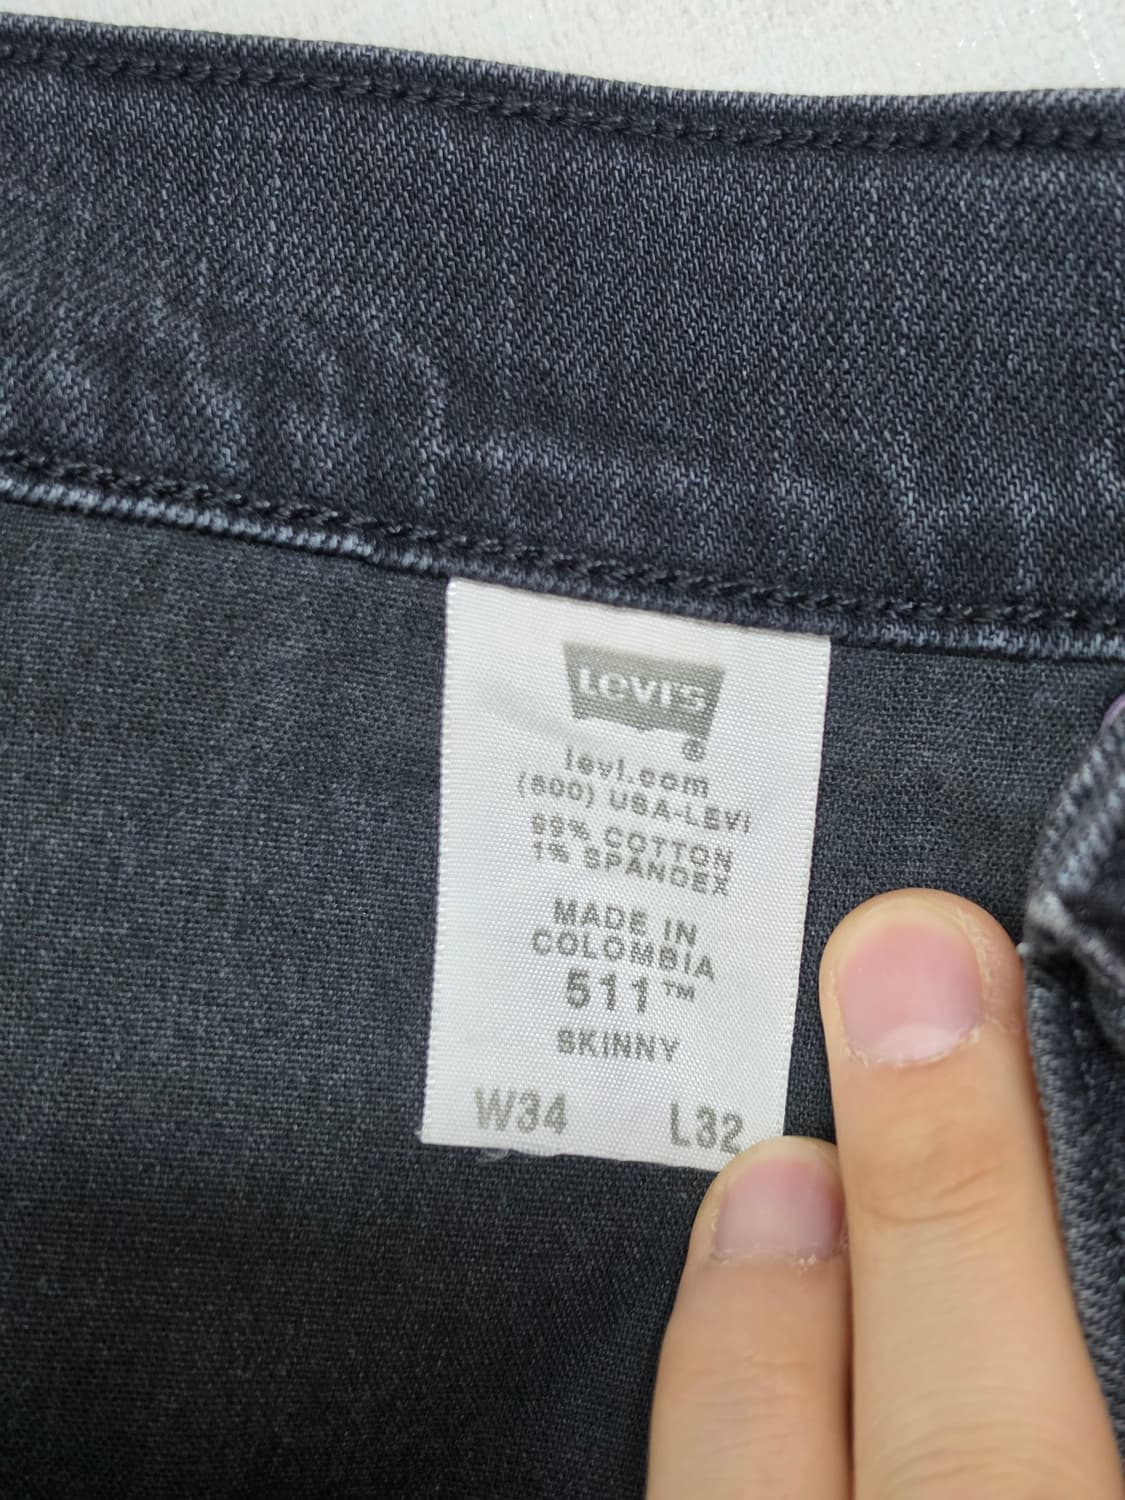 LEVI'S
®
levi.com
(800) USA-LEVI
99% COTTON
1% SPANDEX
MADE IN
COLOMBIA
511™
SKINNY
W34 L32